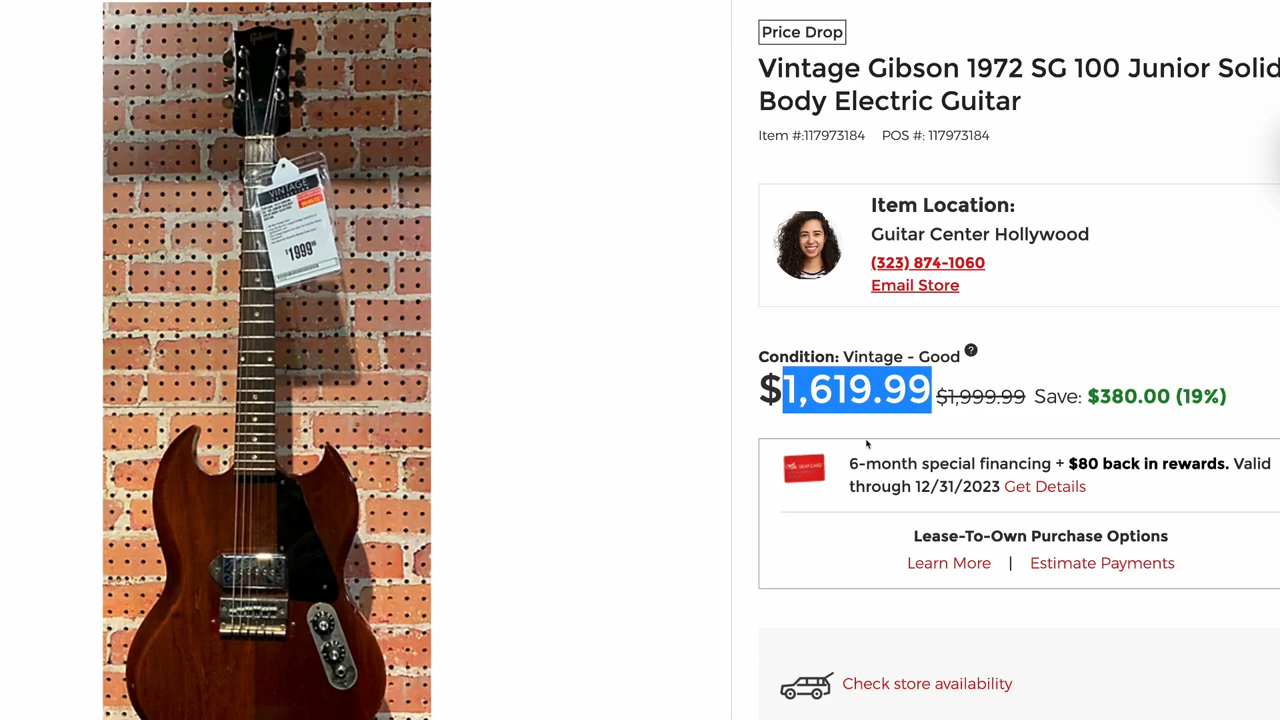 Gibson
VINTAGE
$1999
Price Drop
Vintage Gibson 1972 SG 100 Junior Solid
Body Electric Guitar
Item #:117973184 POS #: 117973184
Item Location:
Guitar Center Hollywood
(323) 874-1060
Email Store
Condition: Vintage - Good ?
$1,619.99 $1,999.99 Save: $380.00 (19%)
6-month special financing + $80 back in rewards. Valid
through 12/31/2023 Get Details
Lease-To-Own Purchase Options
Learn More | Estimate Payments
Check store availability